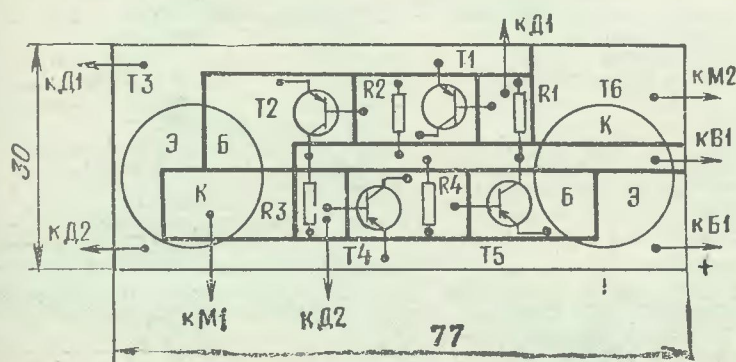 кД1
Т1
кД1
Т3
R2
R1
Т6
кМ2
Т2
К
Э
Б
кВ1
30
К
R3
R4
Б
Э
кД2
кБ1
Т4
Т5
+
кМ1
кД2
77